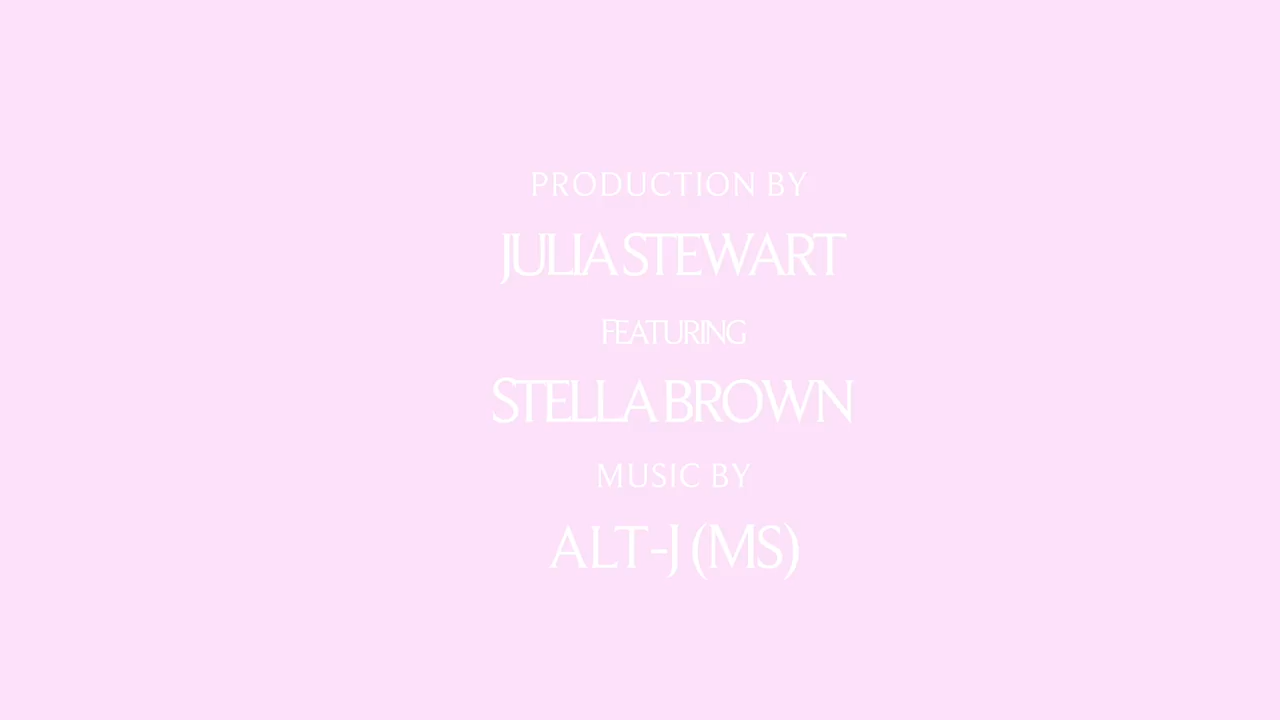 PRODUCTION BY
JULIA STEWART
FEATURING
STELLA BROWN
MUSIC BY
ALT-J (MS)